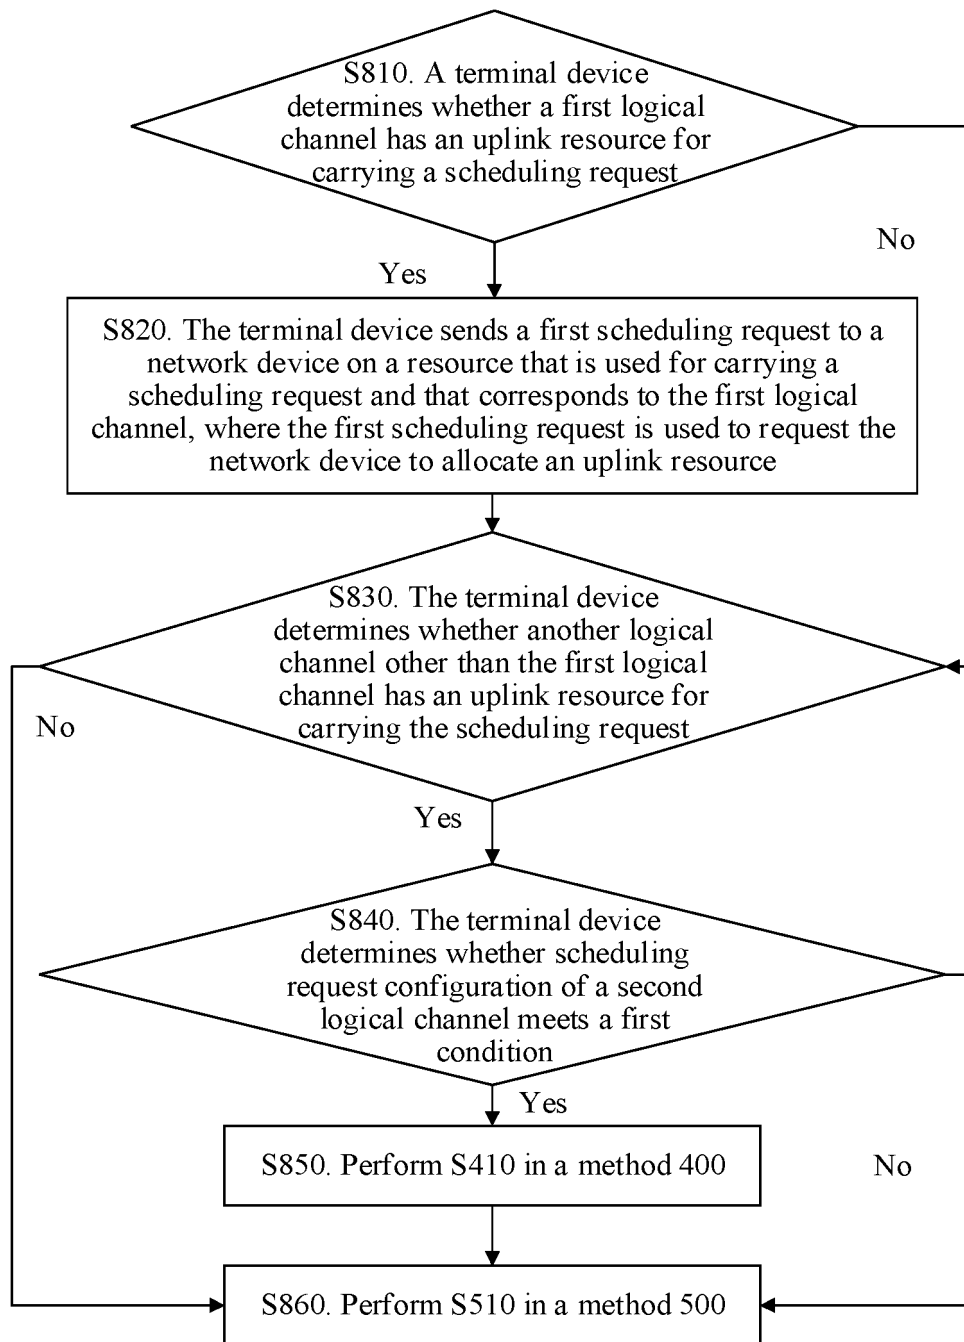 S810. A terminal device
determines whether a first logical
channel has an uplink resource for
carrying a scheduling request
No
Yes
S820. The terminal device sends a first scheduling request to a
network device on a resource that is used for carrying a
scheduling request and that corresponds to the first logical
channel, where the first scheduling request is used to request the
network device to allocate an uplink resource
S830. The terminal device
determines whether another logical
channel other than the first logical
channel has an uplink resource for
carrying the scheduling request
No
Yes
S840. The terminal device
determines whether scheduling
request configuration of a second
logical channel meets a first
condition
Yes
S850. Perform S410 in a method 400
No
S860. Perform S510 in a method 500